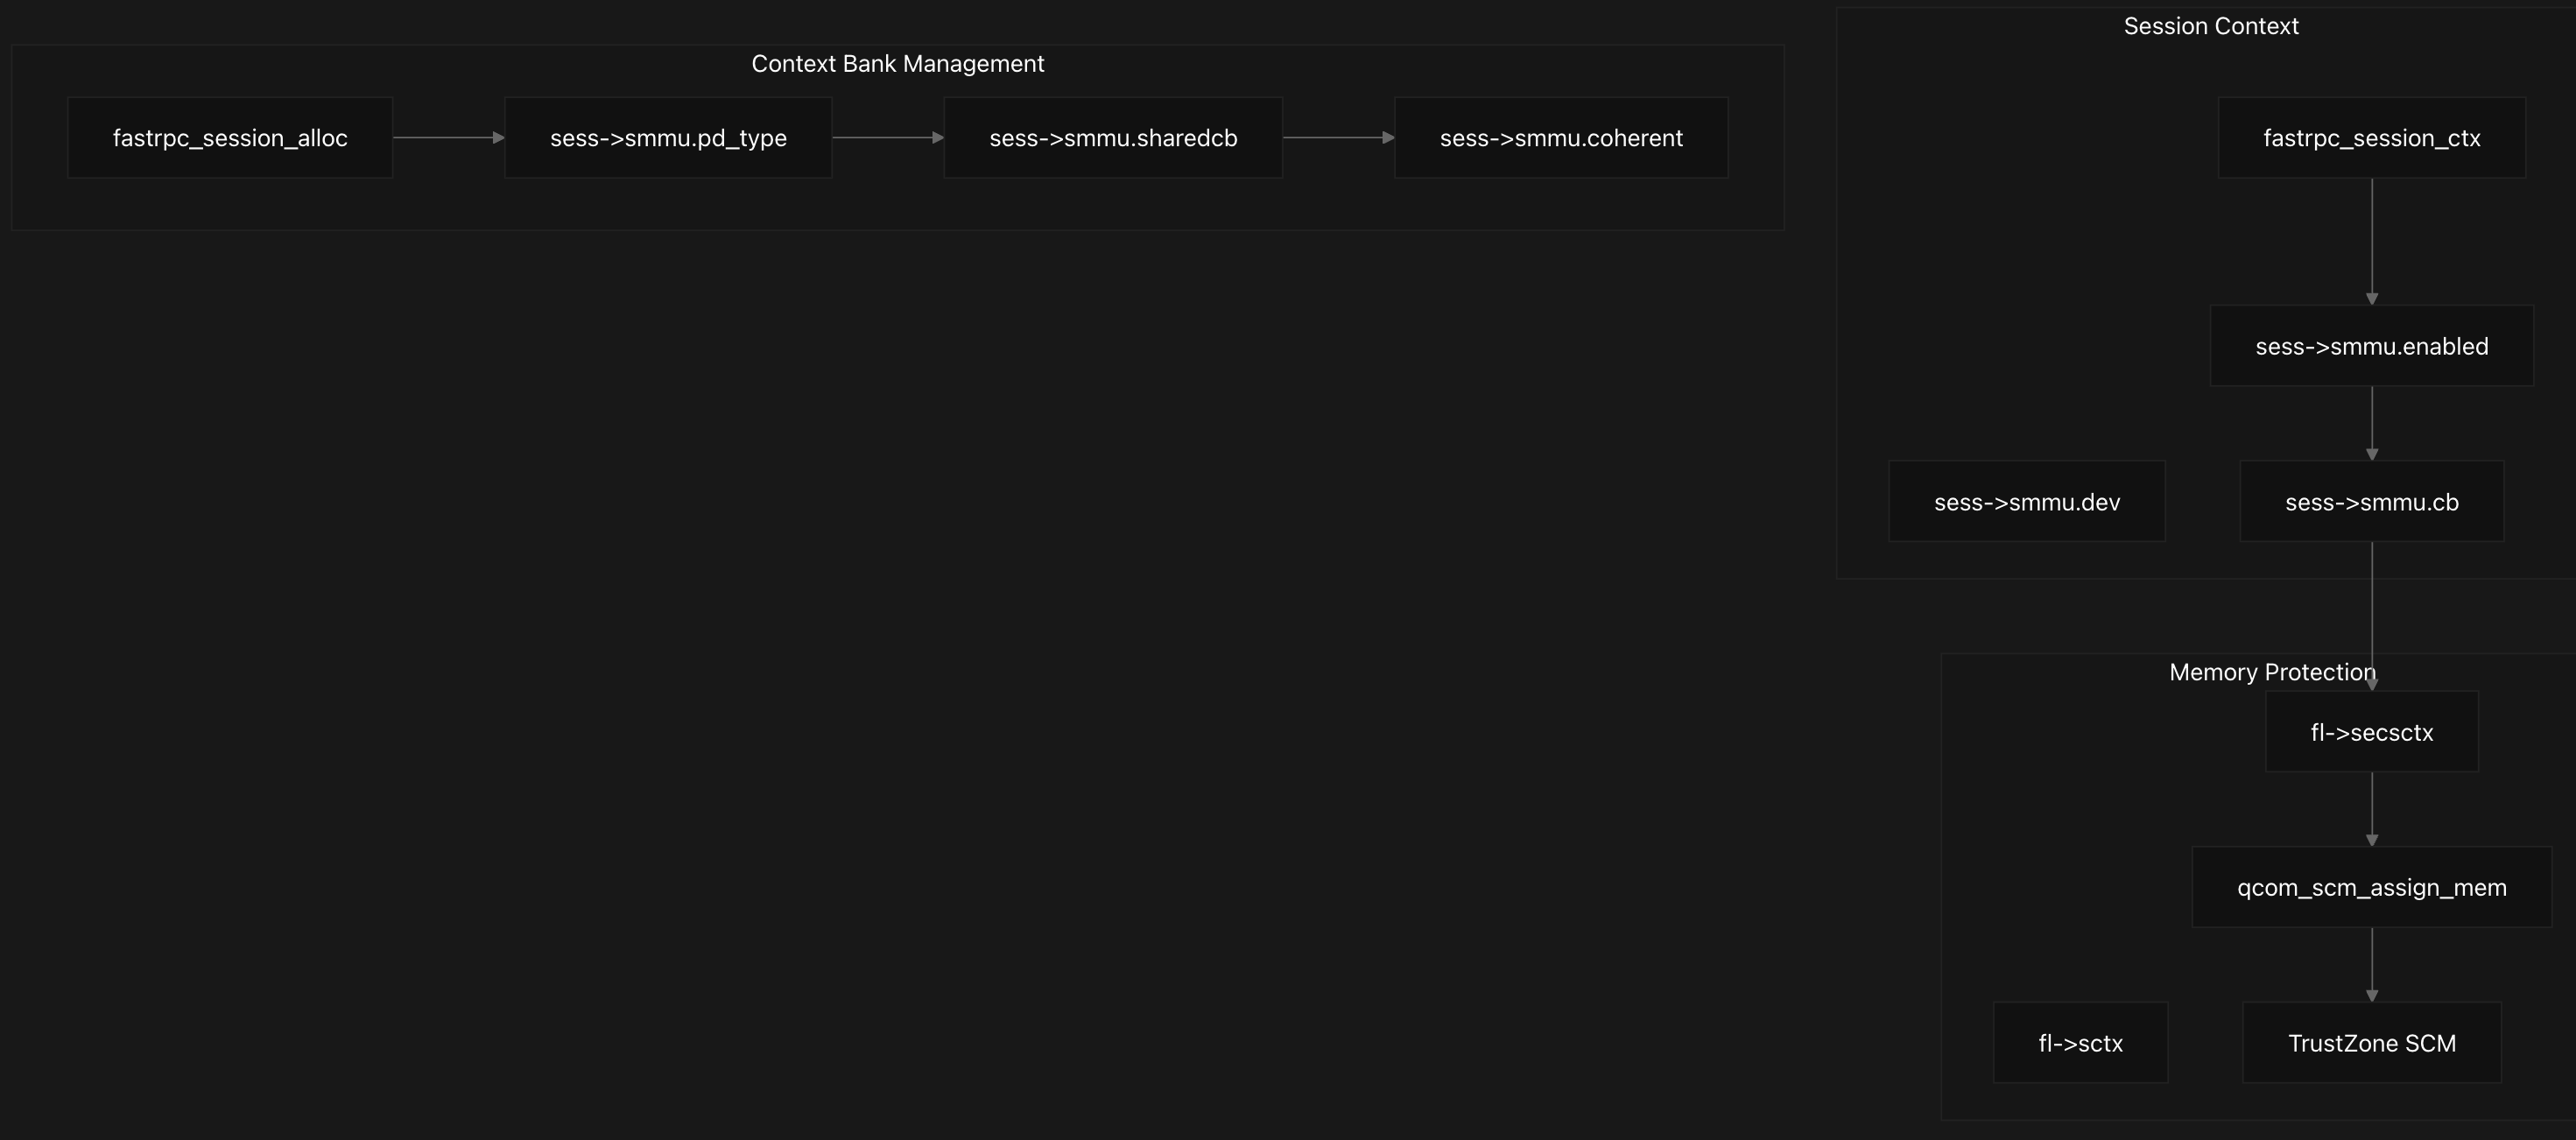 Context Bank Management
fastrpc_session_alloc
sess->smmu.pd_type
sess->smmu.sharedcb
sess->smmu.coherent
Session Context
fastrpc_session_ctx
sess->smmu.enabled
sess->smmu.dev
sess->smmu.cb
Memory Protection
fl->secsctx
qcom_scm_assign_mem
fl->sctx
TrustZone SCM